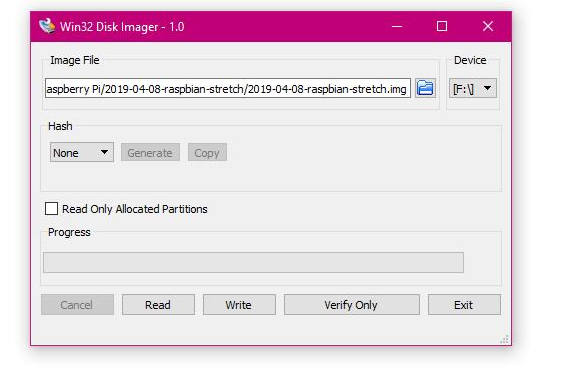 Win32 Disk Imager - 1.0
Image File
Device
aspberry Pi/2019-04-08-raspbian-stretch/2019-04-08-raspbian-stretch.img
[F:\]
Hash
None
Generate
Copy
Read Only Allocated Partitions
Progress
Cancel
Read
Write
Verify Only
Exit